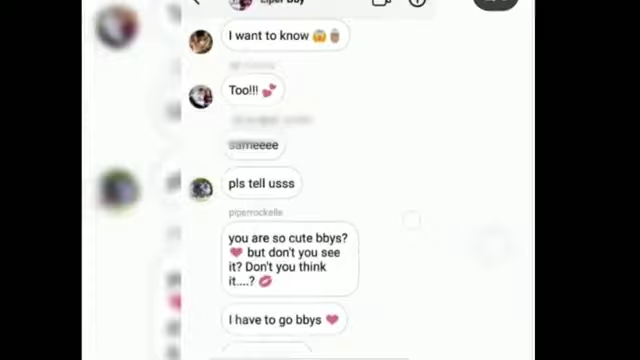 I want to know 😱
Too!!! 💕
sameeee
pls tell usss
piperrockelle
you are so cute bbys?
❤️ but don't you see
it? Don't you think
it....? 💋
I have to go bbys ❤️